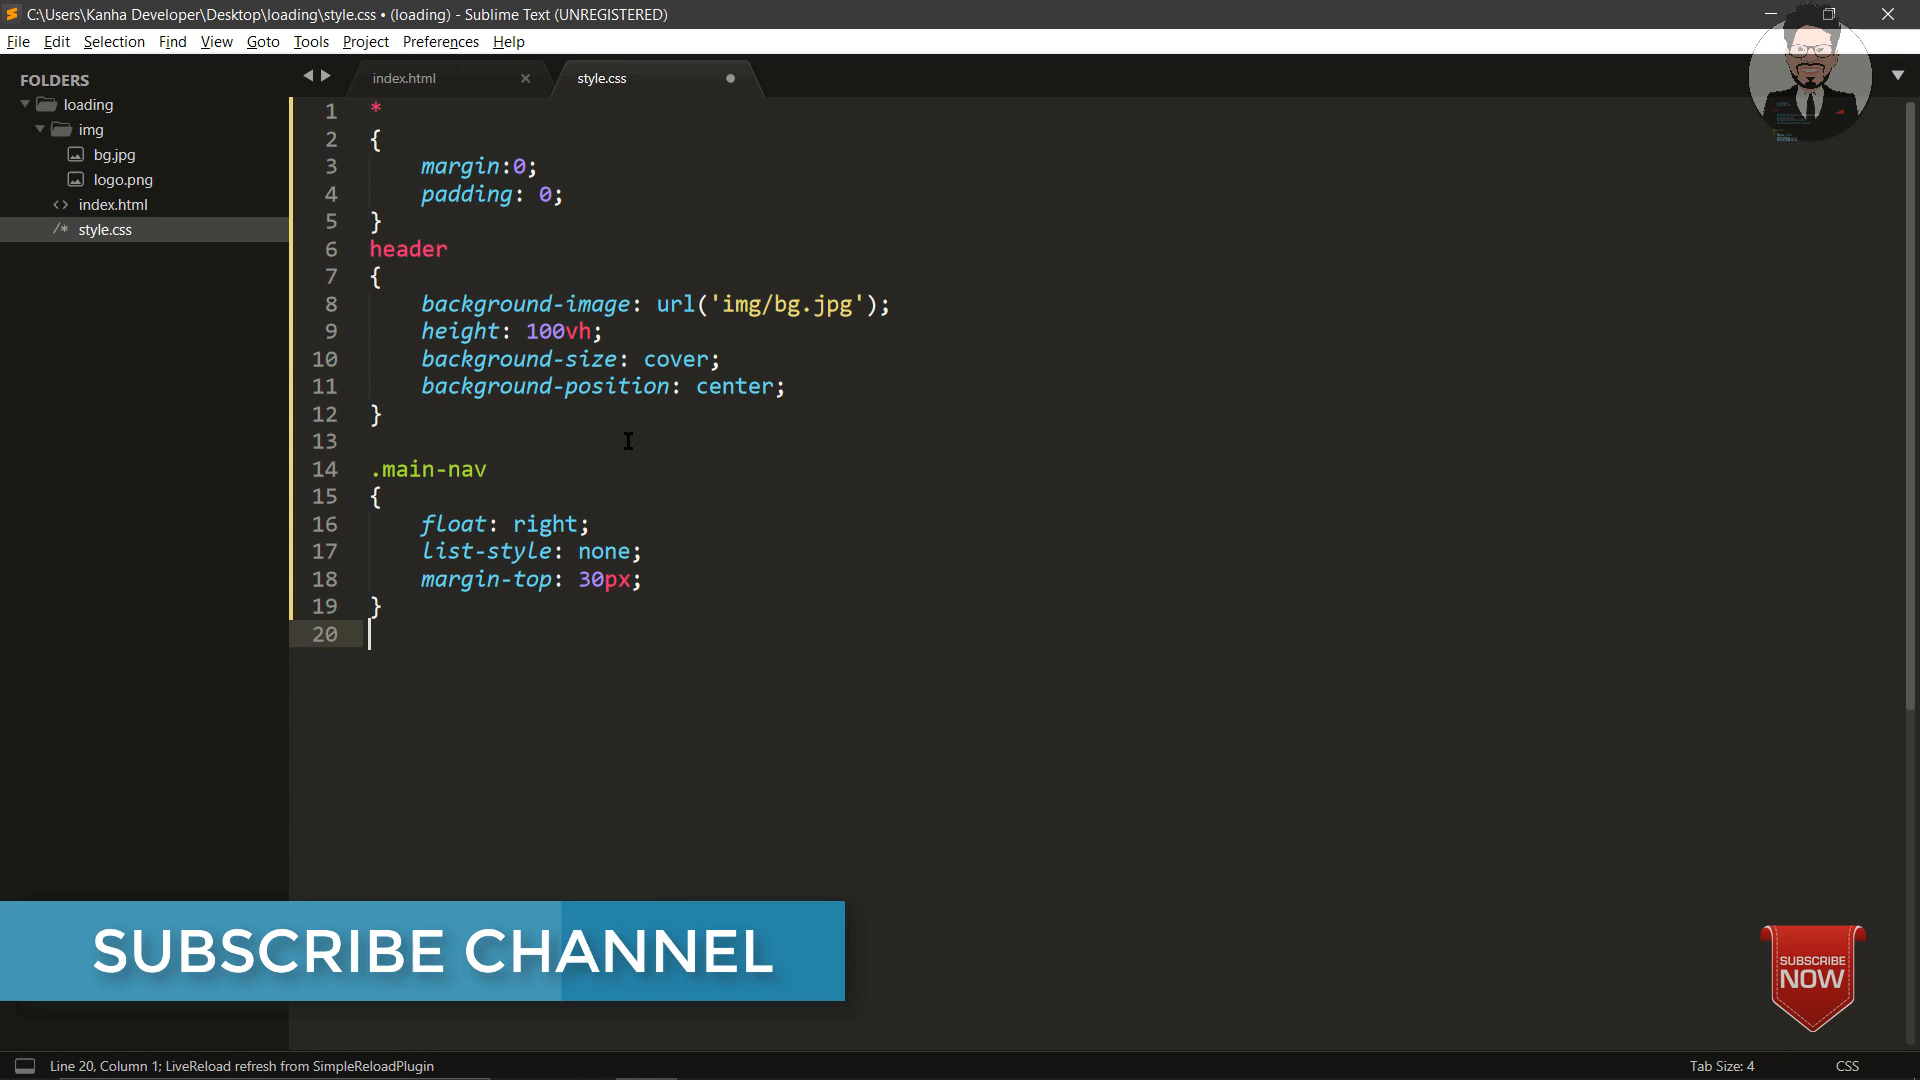 C:\Users\Kanha Developer\Desktop\loading\style.css • (loading) - Sublime Text (UNREGISTERED)
File Edit Selection Find View Goto Tools Project Preferences Help
FOLDERS
loading
img
bg.jpg
logo.png
<> index.html
/* style.css
index.html × style.css
1 *
2 {
3 margin:0;
4 padding: 0;
5 }
6 header
7 {
8 background-image: url('img/bg.jpg');
9 height: 100vh;
10 background-size: cover;
11 background-position: center;
12 }
13
14 .main-nav
15 {
16 float: right;
17 list-style: none;
18 margin-top: 30px;
19 }
20
SUBSCRIBE CHANNEL
SUBSCRIBE
NOW
Line 20, Column 1; LiveReload refresh from SimpleReloadPlugin
Tab Size: 4 CSS